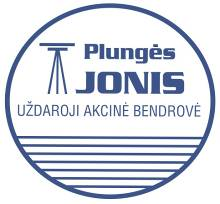 Plungės
JONIS
UŽDAROJI AKCINĖ BENDROVĖ